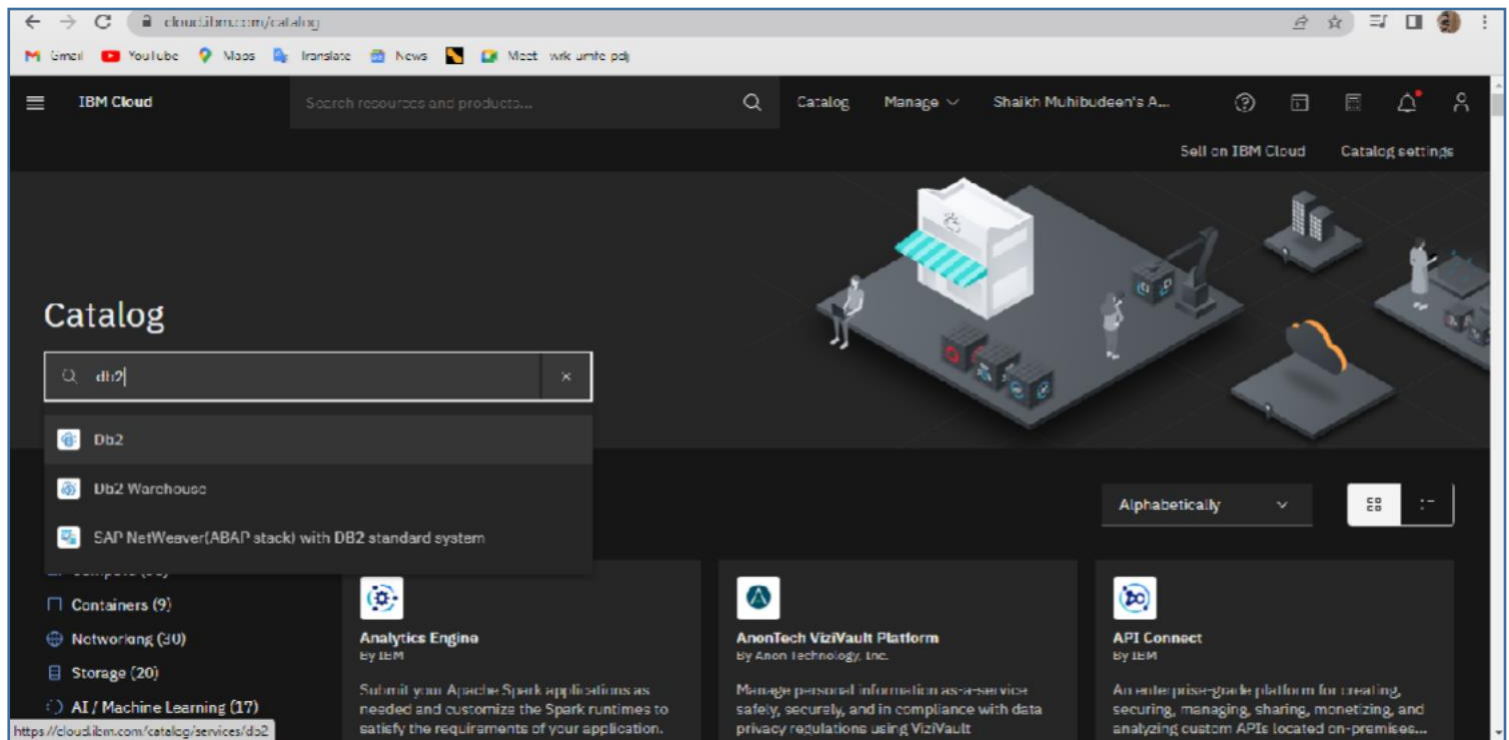 cloud.ibm.com/catalog
Gmail YouTube Maps Translate News Meet
IBM Cloud
Search resources and products...
Catalog
Manage
Shaikh Muhibudeen's A...
Sell on IBM Cloud
Catalog settings
Catalog
db2
Db2
Db2 Warehouse
SAP NetWeaver(ABAP stack) with DB2 standard system
Alphabetically
Containers (9)
Networking (30)
Storage (20)
AI / Machine Learning (17)
Analytics Engine
By IBM
Submit your Apache Spark applications as
needed and customize the Spark runtimes to
satisfy the requirements of your application.
AnonTech ViziVault Platform
By Anon Technology, Inc.
Manage personal information as-a-service
safely, securely, and in compliance with data
privacy regulations using ViziVault
API Connect
By IBM
An enterprise-grade platform for creating,
securing, managing, sharing, monetizing, and
analyzing custom APIs located on-premises...
https://cloud.ibm.com/catalog/services/db2